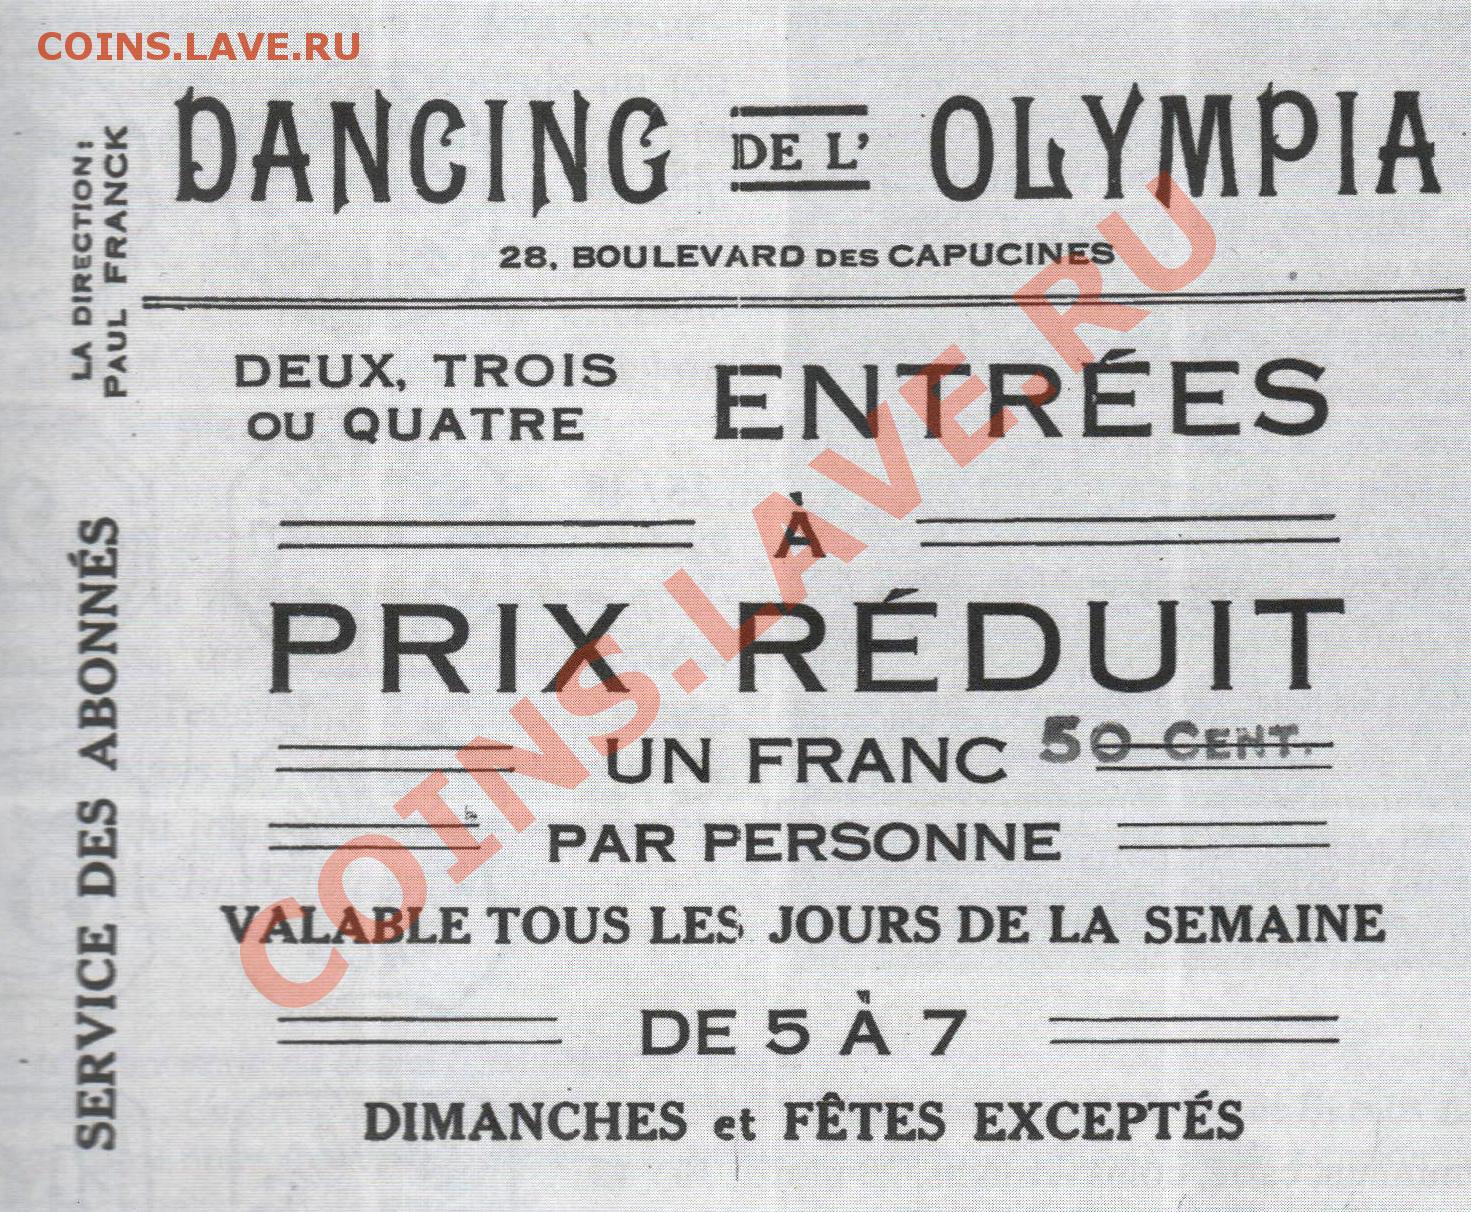 COINS.LAVE.RU
DANCING DE L' OLYMPIA
28, BOULEVARD DES CAPUCINES
LA DIRECTION:
PAUL FRANCK
DEUX, TROIS
OU QUATRE
ENTRÉES
À
PRIX RÉDUIT
UN FRANC 50 CENT.
PAR PERSONNE
VALABLE TOUS LES JOURS DE LA SEMAINE
DE 5 À 7
DIMANCHES et FÊTES EXCEPTÉS
SERVICE DES ABONNÉS
COINS.LAVE.RU